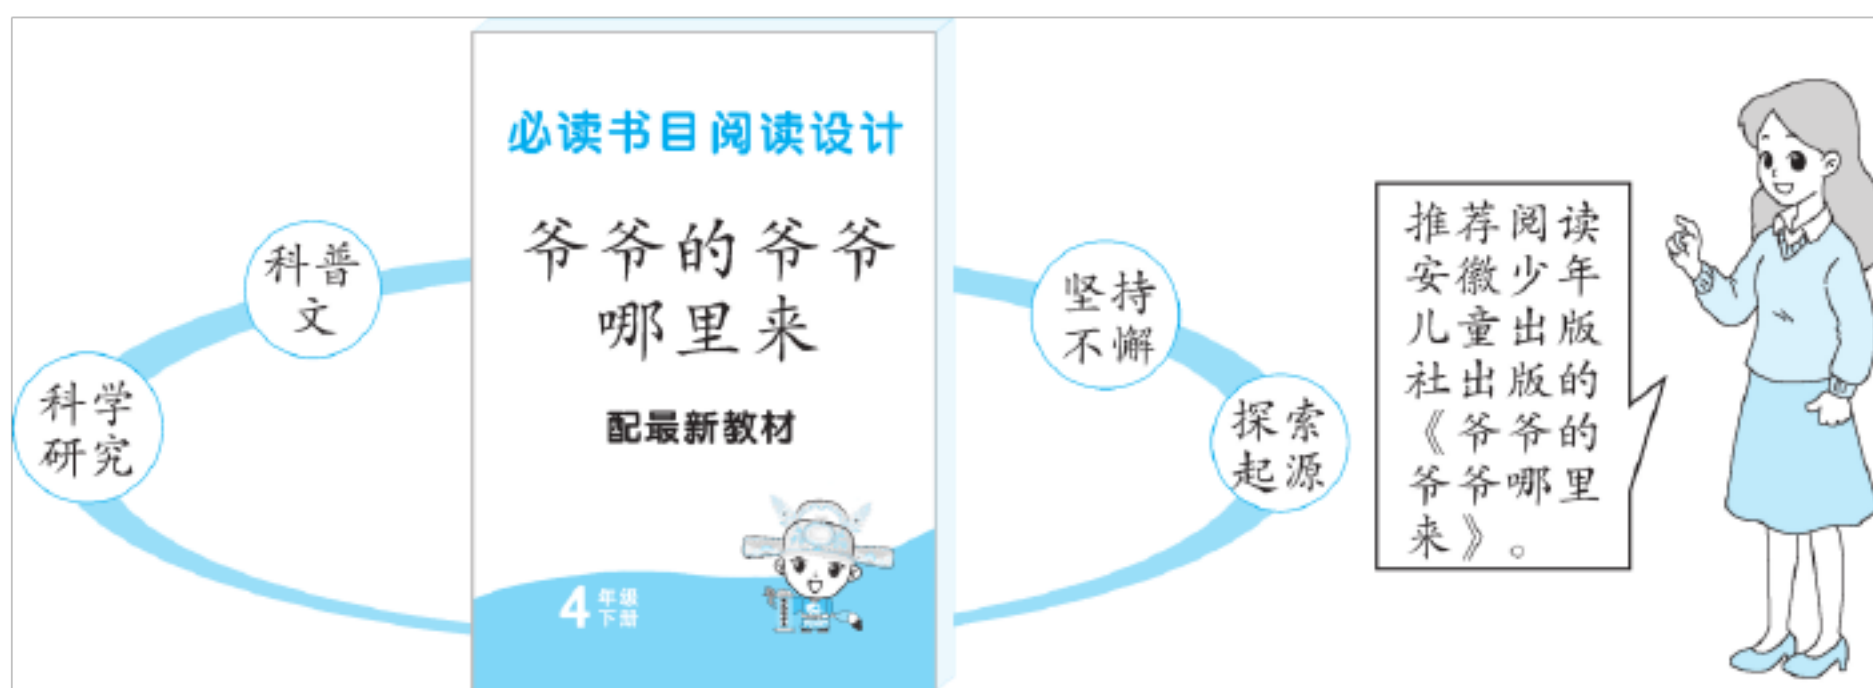 必读书目阅读设计
爷爷的爷爷
哪里来
配最新教材
4年级
下册
科普
文
科学
研究
坚持
不懈
探索
起源
推荐阅读
安徽少年
儿童出版
社出版的
《爷爷的
爷爷哪里
来》。